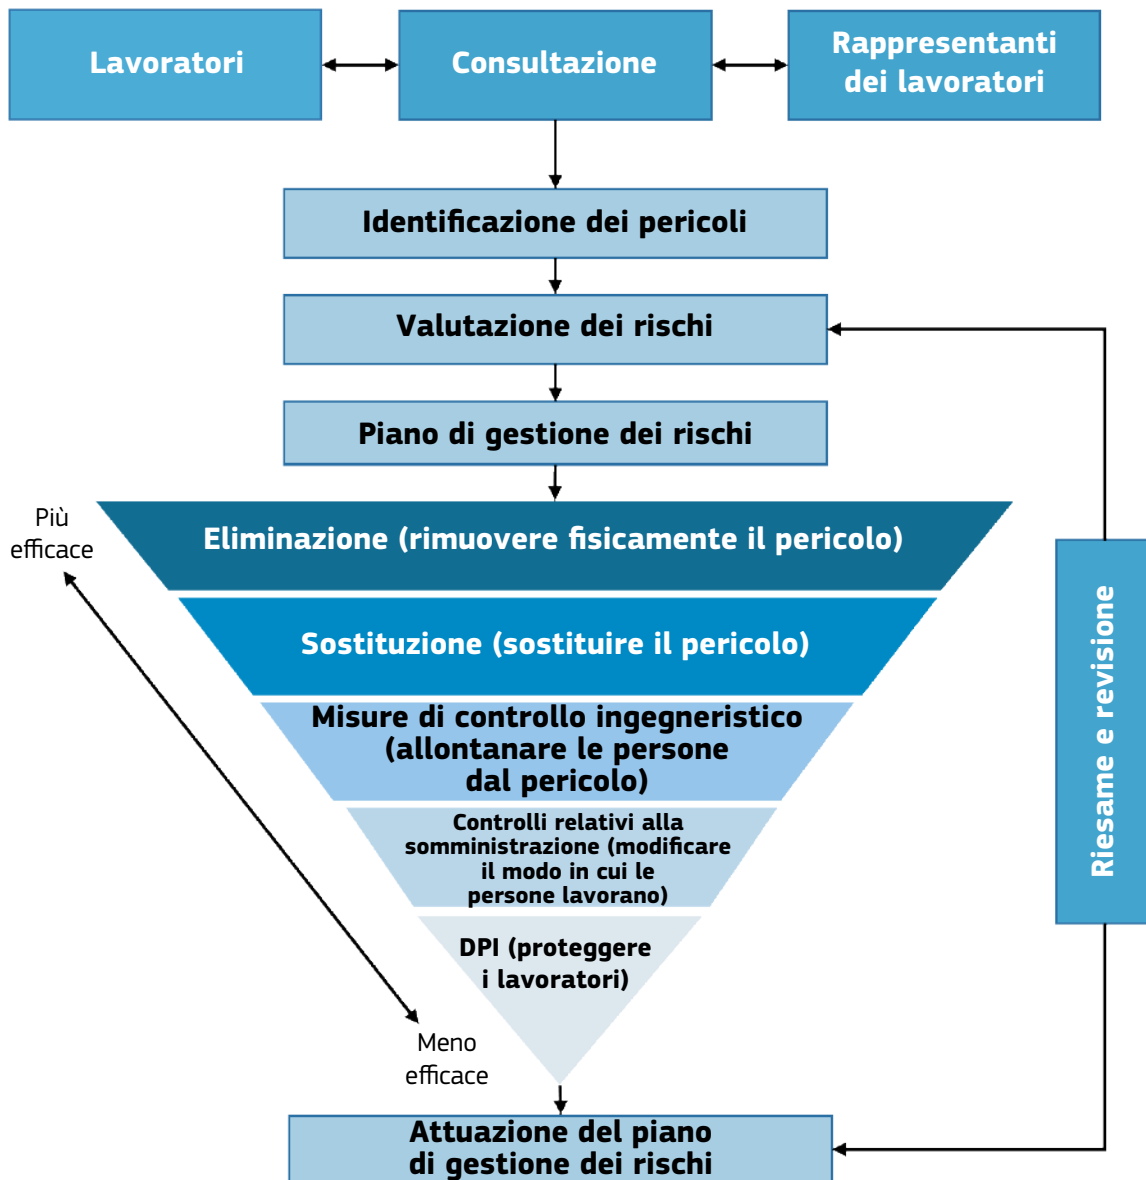 Lavoratori
Consultazione
Rappresentanti
dei lavoratori
Identificazione dei pericoli
Valutazione dei rischi
Piano di gestione dei rischi
Più
efficace
Eliminazione (rimuovere fisicamente il pericolo)
Sostituzione (sostituire il pericolo)
Misure di controllo ingegneristico
(allontanare le persone
dal pericolo)
Controlli relativi alla
somministrazione (modificare
il modo in cui le
persone lavorano)
DPI (proteggere
i lavoratori)
Meno
efficace
Riesame e revisione
Attuazione del piano
di gestione dei rischi